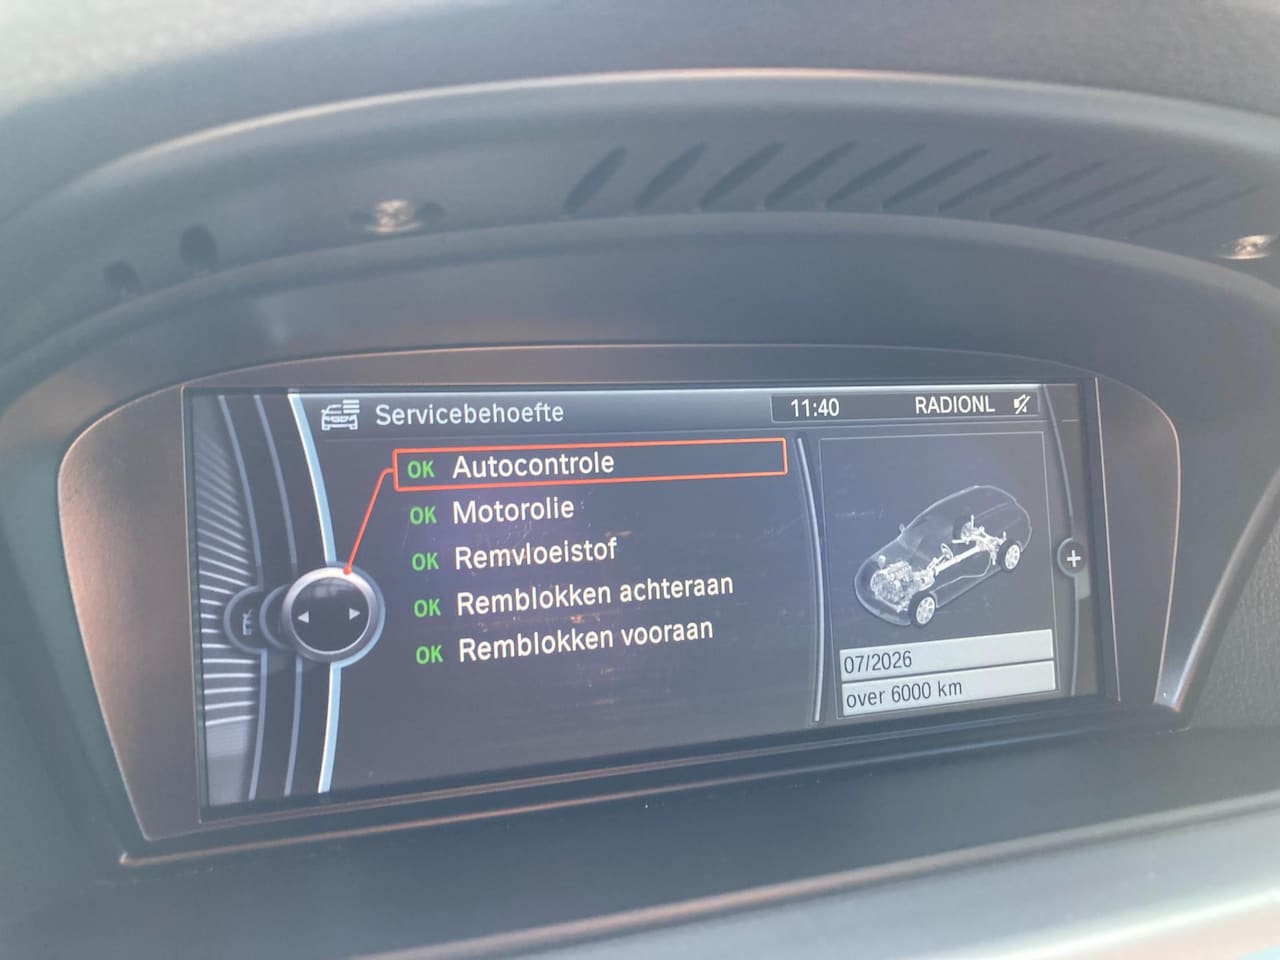 Servicebehoefte
11:40
RADIONL
OK Autocontrole
OK Motorolie
OK Remvloeistof
OK Remblokken achteraan
OK Remblokken vooraan
07/2026
over 6000 km